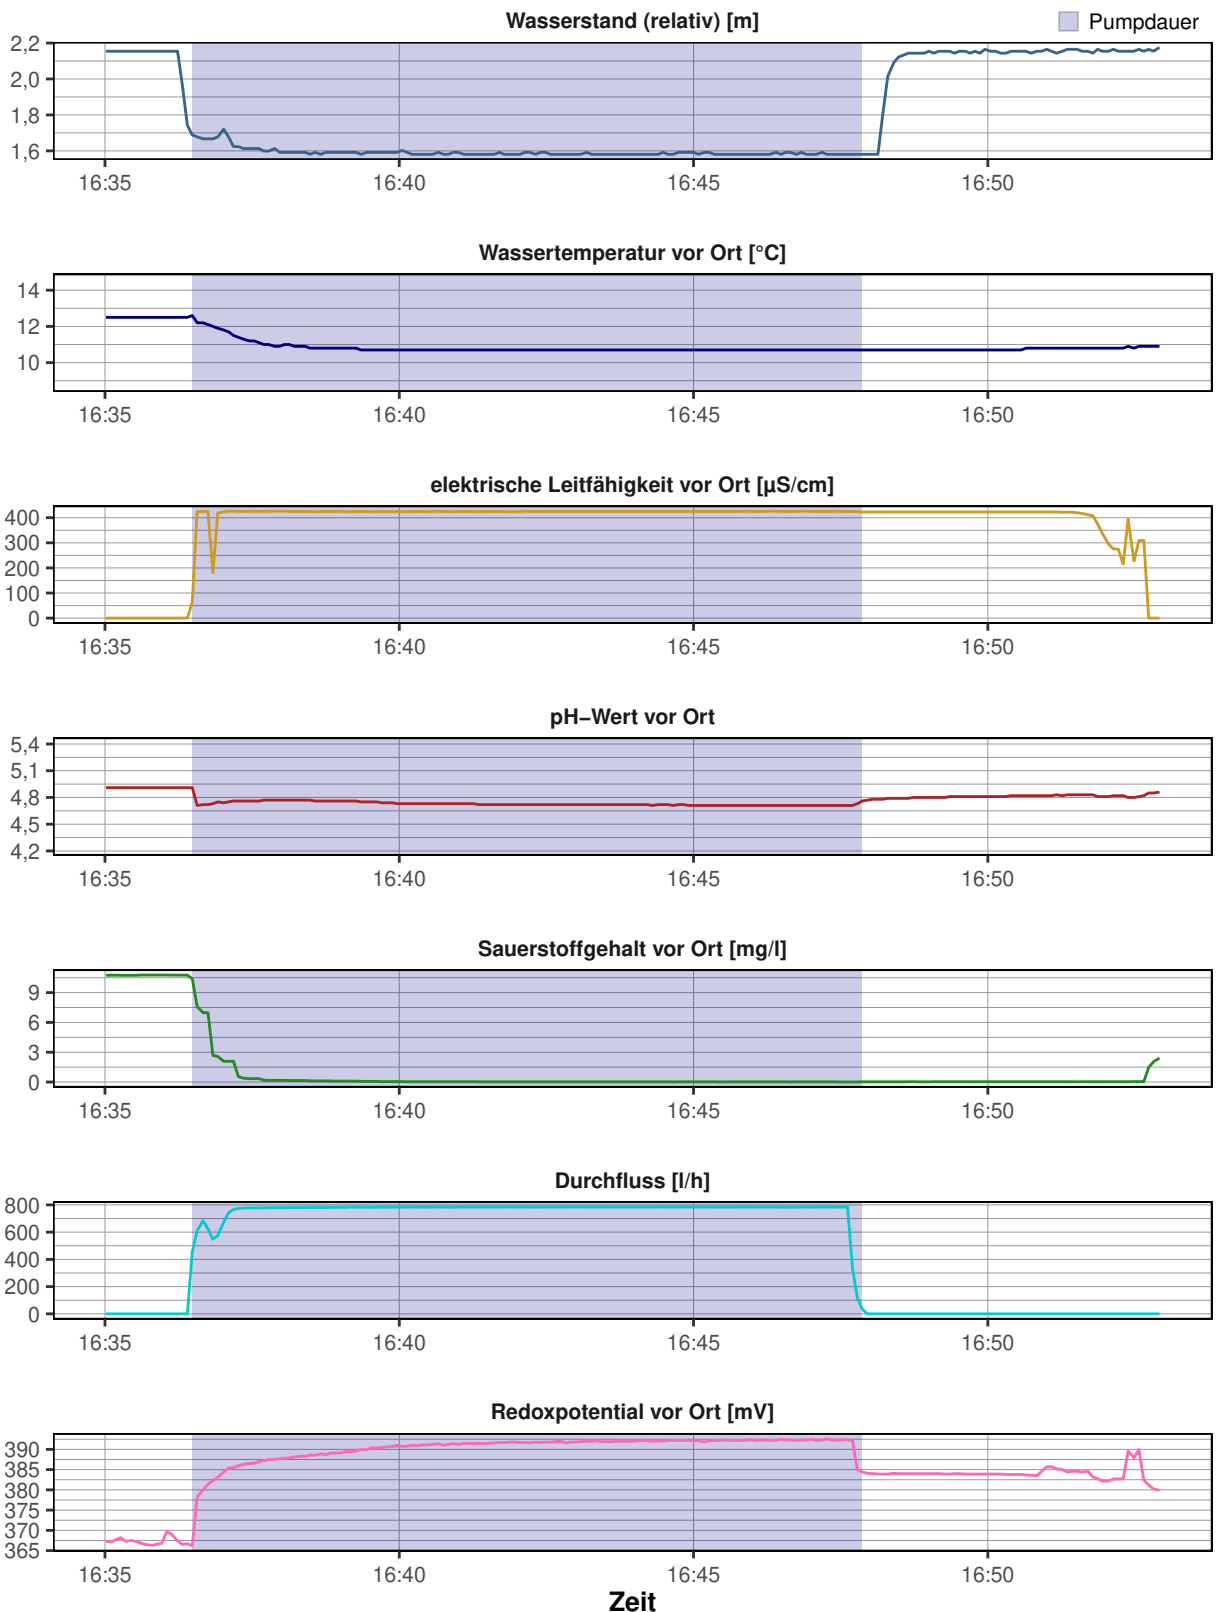 Wasserstand (relativ) [m]
Pumpdauer
2,2
2,0
1,8
1,6
16:35 16:40 16:45 16:50
Wassertemperatur vor Ort [°C]
14
12
10
16:35 16:40 16:45 16:50
elektrische Leitfähigkeit vor Ort [µS/cm]
400
300
200
100
0
16:35 16:40 16:45 16:50
pH−Wert vor Ort
5,4
5,1
4,8
4,5
4,2
16:35 16:40 16:45 16:50
Sauerstoffgehalt vor Ort [mg/l]
9
6
3
0
16:35 16:40 16:45 16:50
Durchfluss [l/h]
800
600
400
200
0
16:35 16:40 16:45 16:50
Redoxpotential vor Ort [mV]
390
385
380
375
370
365
16:35 16:40 16:45 16:50
Zeit